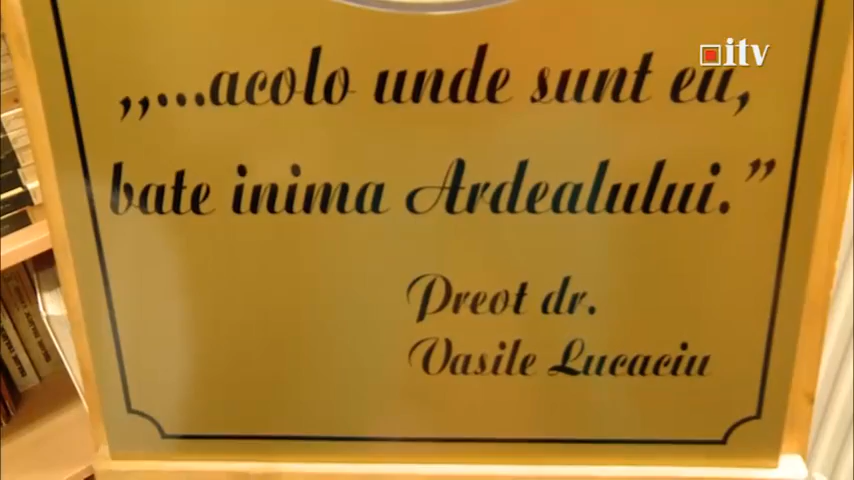 itv
„...acolo unde sunt eu,
bate inima Ardealului.”
Preot dr.
Vasile Lucaciu